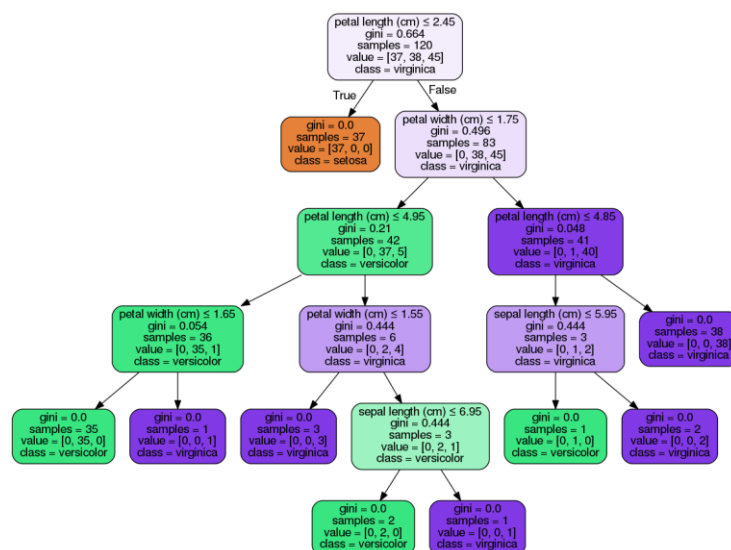 petal length (cm) ≤ 2.45
gini = 0.664
samples = 120
value = [37, 38, 45]
class = virginica
True
False
gini = 0.0
samples = 37
value = [37, 0, 0]
class = setosa
petal width (cm) ≤ 1.75
gini = 0.496
samples = 83
value = [0, 38, 45]
class = virginica
petal length (cm) ≤ 4.95
gini = 0.21
samples = 42
value = [0, 37, 5]
class = versicolor
petal length (cm) ≤ 4.85
gini = 0.048
samples = 41
value = [0, 1, 40]
class = virginica
petal width (cm) ≤ 1.65
gini = 0.054
samples = 36
value = [0, 35, 1]
class = versicolor
petal width (cm) ≤ 1.55
gini = 0.444
samples = 6
value = [0, 2, 4]
class = virginica
sepal length (cm) ≤ 5.95
gini = 0.444
samples = 3
value = [0, 1, 2]
class = virginica
gini = 0.0
samples = 38
value = [0, 0, 38]
class = virginica
gini = 0.0
samples = 35
value = [0, 35, 0]
class = versicolor
gini = 0.0
samples = 1
value = [0, 0, 1]
class = virginica
gini = 0.0
samples = 3
value = [0, 0, 3]
class = virginica
sepal length (cm) ≤ 6.95
gini = 0.444
samples = 3
value = [0, 2, 1]
class = versicolor
gini = 0.0
samples = 1
value = [0, 1, 0]
class = versicolor
gini = 0.0
samples = 2
value = [0, 0, 2]
class = virginica
gini = 0.0
samples = 2
value = [0, 2, 0]
class = versicolor
gini = 0.0
samples = 1
value = [0, 0, 1]
class = virginica